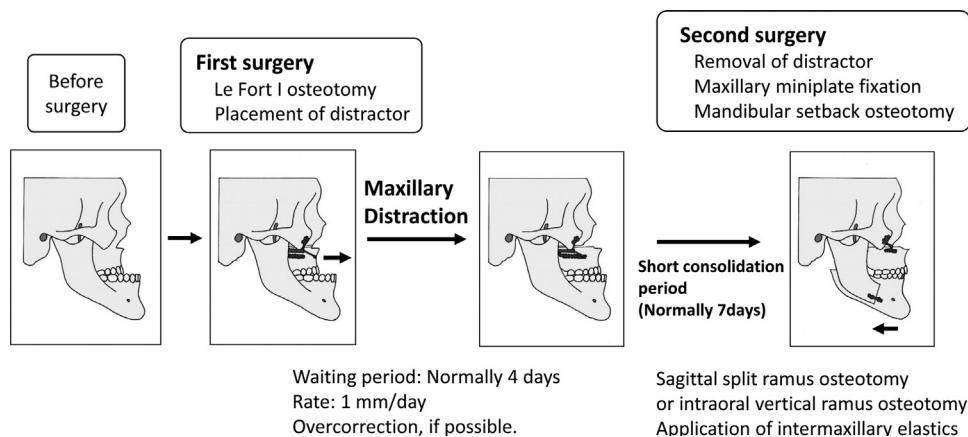 Before
surgery
First surgery
Le Fort I osteotomy
Placement of distractor
Second surgery
Removal of distractor
Maxillary miniplate fixation
Mandibular setback osteotomy
Maxillary
Distraction
Short consolidation
period
(Normally 7days)
Waiting period: Normally 4 days
Rate: 1 mm/day
Overcorrection, if possible.
Sagittal split ramus osteotomy
or intraoral vertical ramus osteotomy
Application of intermaxillary elastics